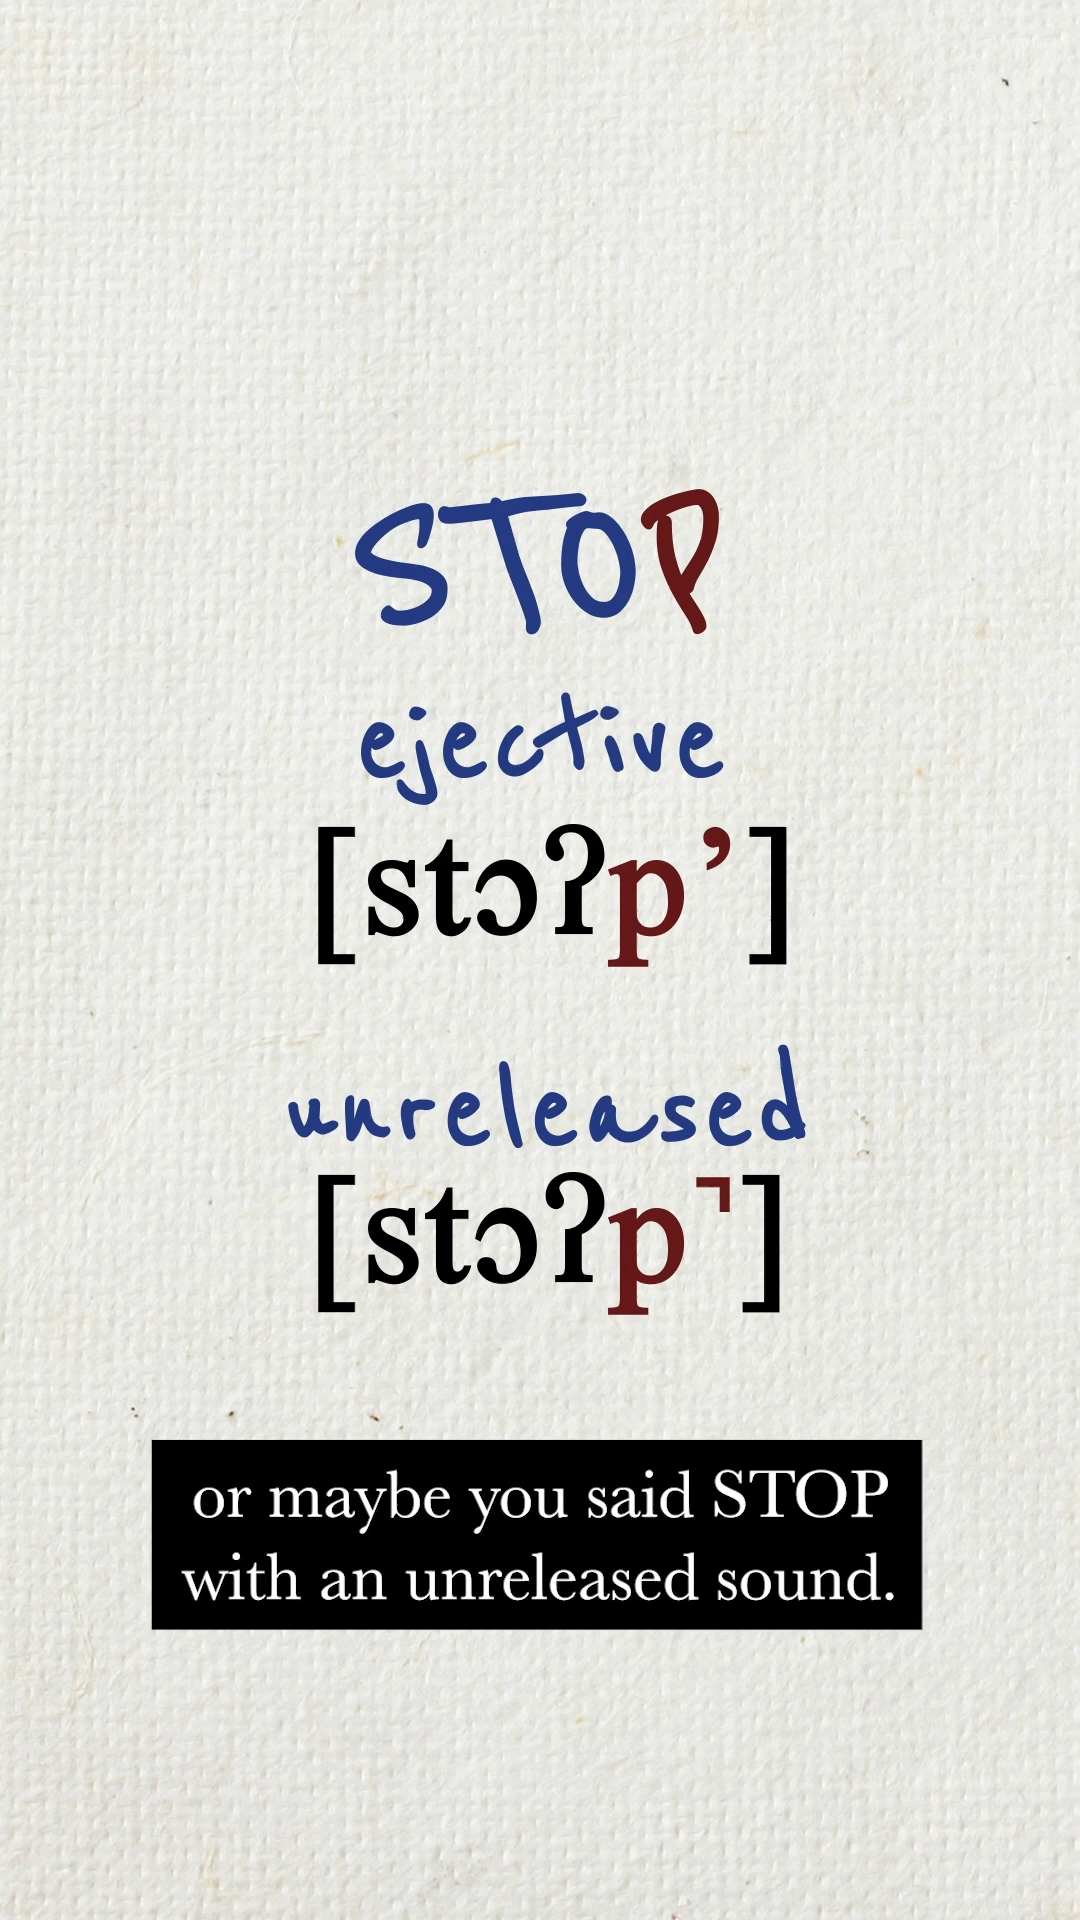 STOP
ejective
[stɔʔp’]
unreleased
[stɔʔp̚]
or maybe you said STOP
with an unreleased sound.